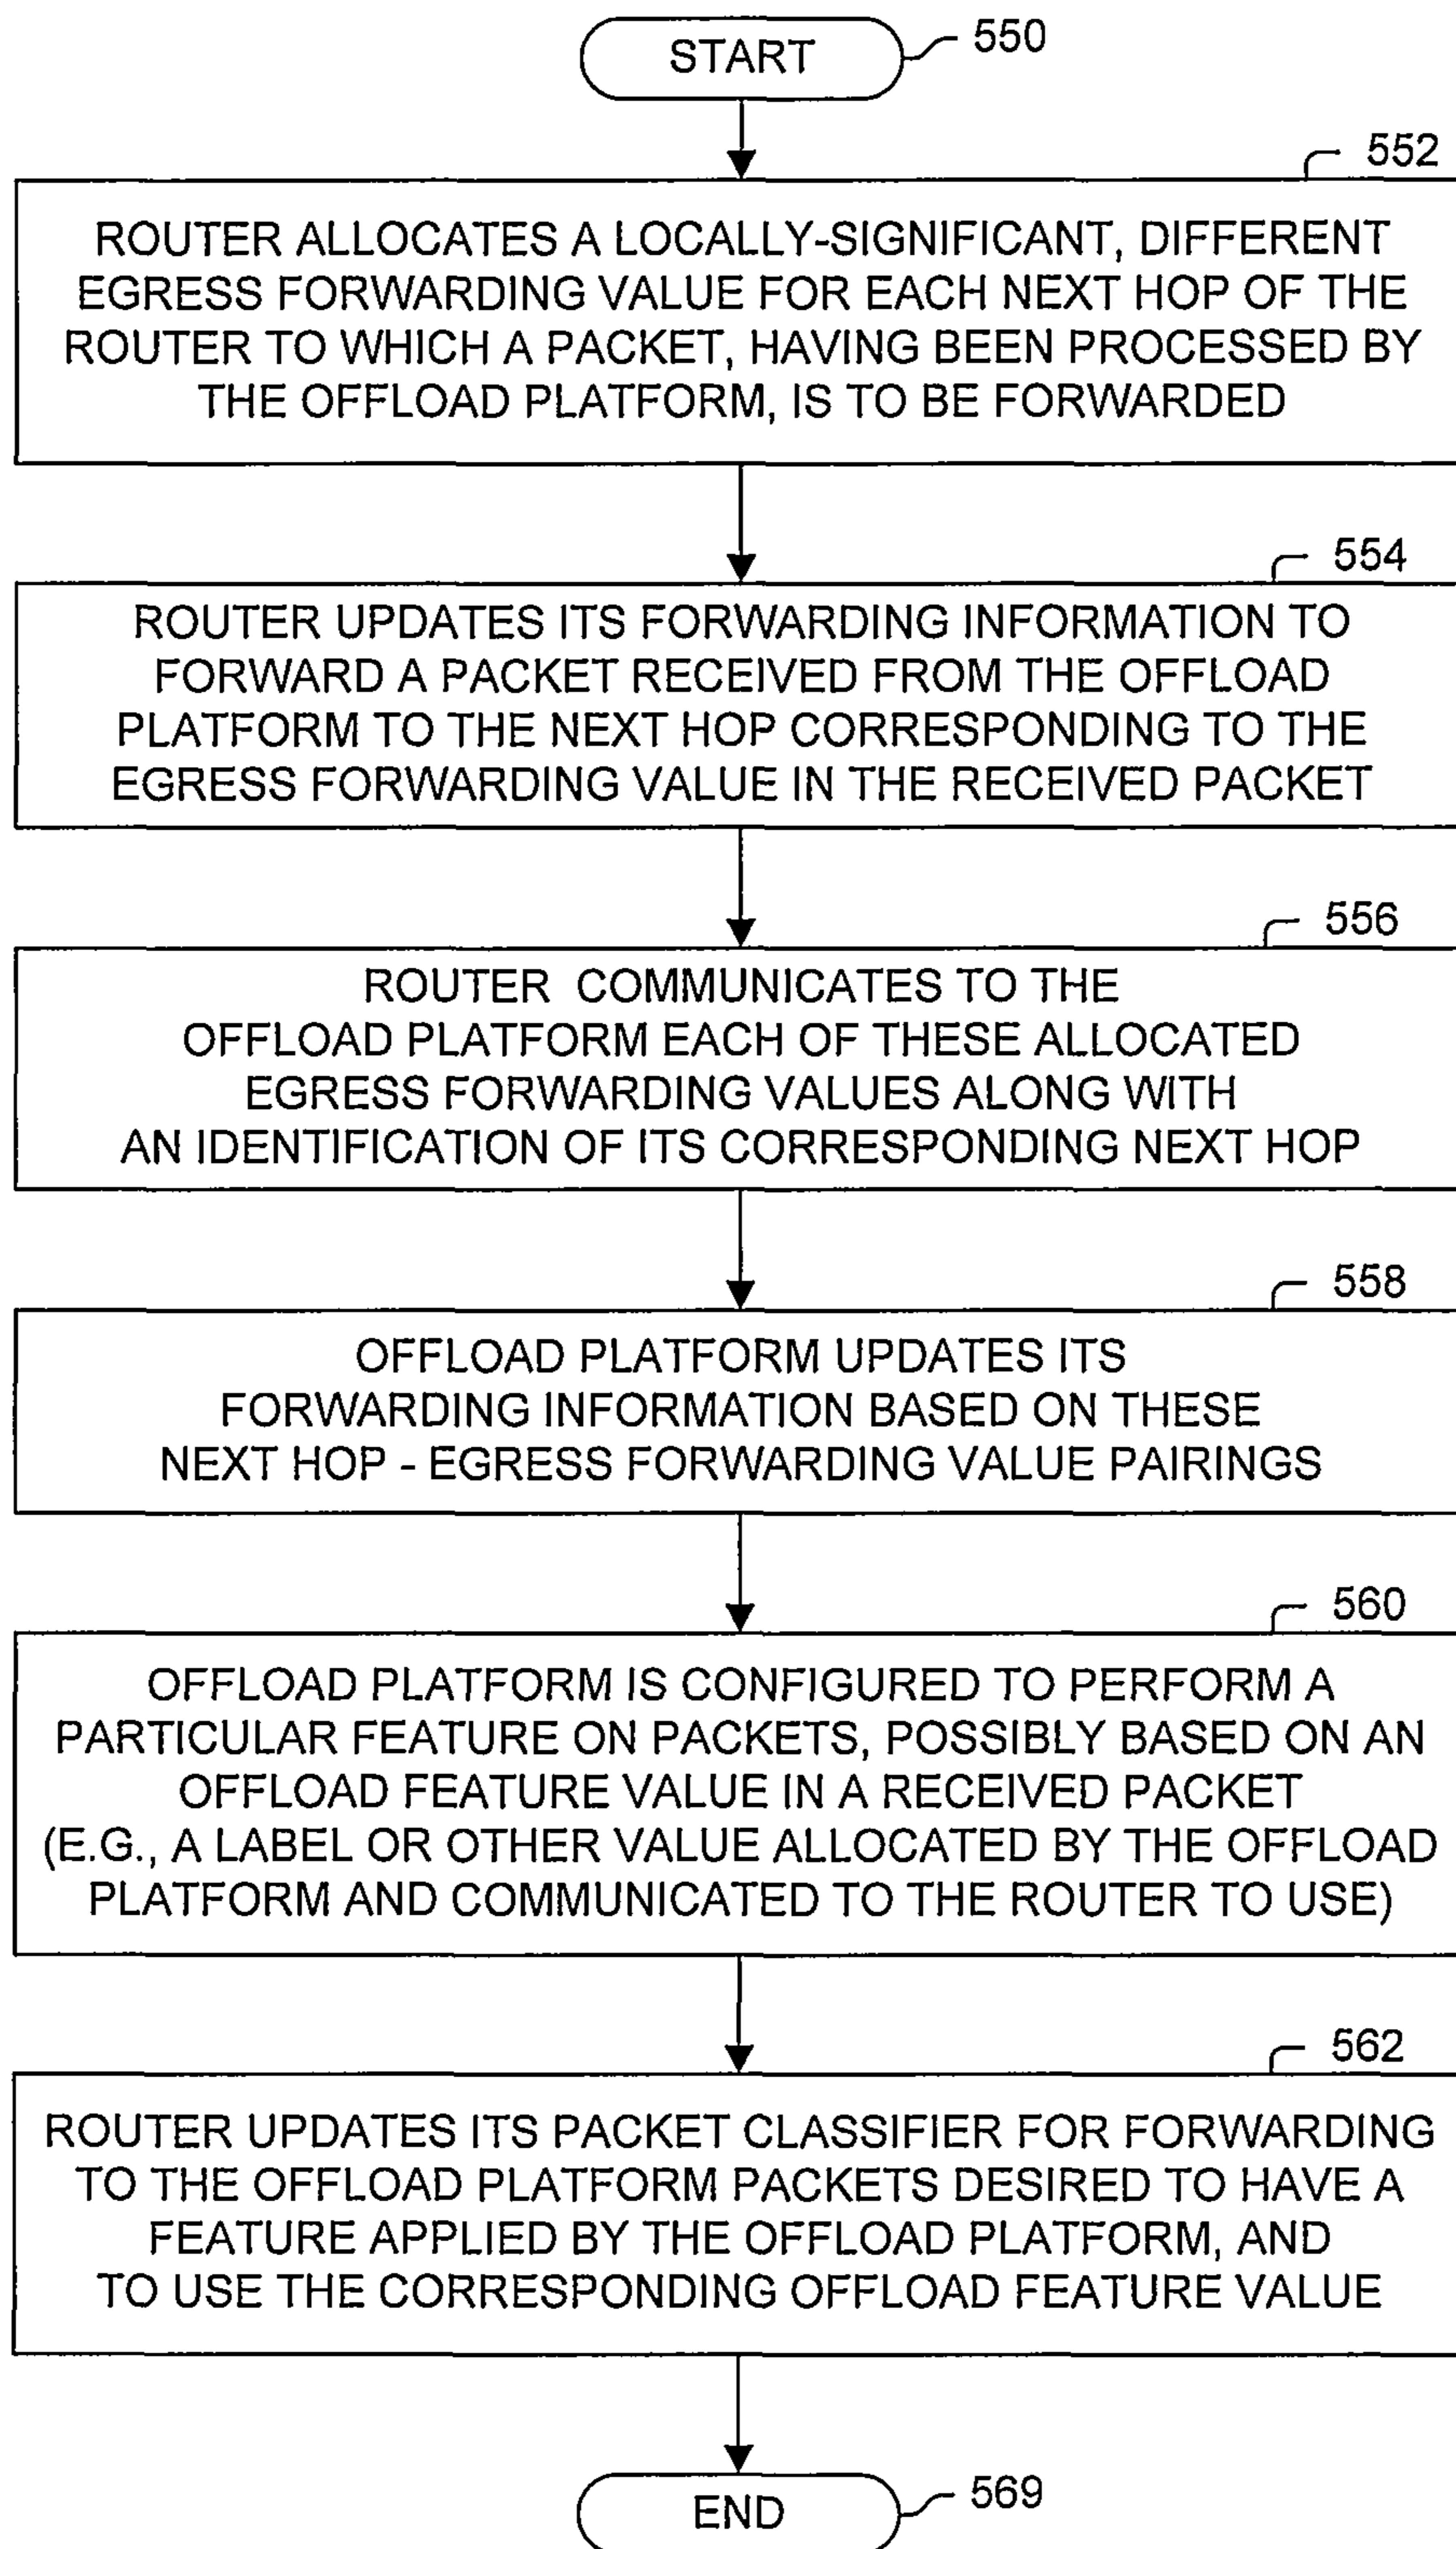 START
550
552
ROUTER ALLOCATES A LOCALLY-SIGNIFICANT, DIFFERENT
EGRESS FORWARDING VALUE FOR EACH NEXT HOP OF THE
ROUTER TO WHICH A PACKET, HAVING BEEN PROCESSED BY
THE OFFLOAD PLATFORM, IS TO BE FORWARDED
554
ROUTER UPDATES ITS FORWARDING INFORMATION TO
FORWARD A PACKET RECEIVED FROM THE OFFLOAD
PLATFORM TO THE NEXT HOP CORRESPONDING TO THE
EGRESS FORWARDING VALUE IN THE RECEIVED PACKET
556
ROUTER COMMUNICATES TO THE
OFFLOAD PLATFORM EACH OF THESE ALLOCATED
EGRESS FORWARDING VALUES ALONG WITH
AN IDENTIFICATION OF ITS CORRESPONDING NEXT HOP
558
OFFLOAD PLATFORM UPDATES ITS
FORWARDING INFORMATION BASED ON THESE
NEXT HOP - EGRESS FORWARDING VALUE PAIRINGS
560
OFFLOAD PLATFORM IS CONFIGURED TO PERFORM A
PARTICULAR FEATURE ON PACKETS, POSSIBLY BASED ON AN
OFFLOAD FEATURE VALUE IN A RECEIVED PACKET
(E.G., A LABEL OR OTHER VALUE ALLOCATED BY THE OFFLOAD
PLATFORM AND COMMUNICATED TO THE ROUTER TO USE)
562
ROUTER UPDATES ITS PACKET CLASSIFIER FOR FORWARDING
TO THE OFFLOAD PLATFORM PACKETS DESIRED TO HAVE A
FEATURE APPLIED BY THE OFFLOAD PLATFORM, AND
TO USE THE CORRESPONDING OFFLOAD FEATURE VALUE
END
569